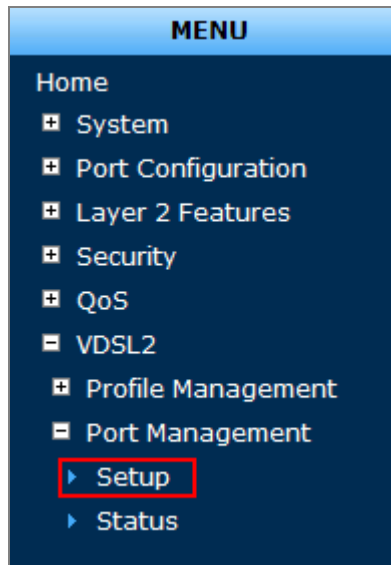 MENU
Home
System
Port Configuration
Layer 2 Features
Security
QoS
VDSL2
Profile Management
Port Management
Setup
Status